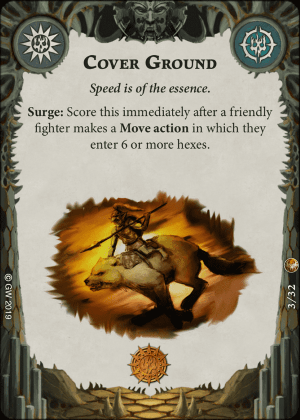 COVER GROUND
Speed is of the essence.
Surge: Score this immediately after a friendly
fighter makes a Move action in which they
enter 6 or more hexes.
© GW 2019
3/32